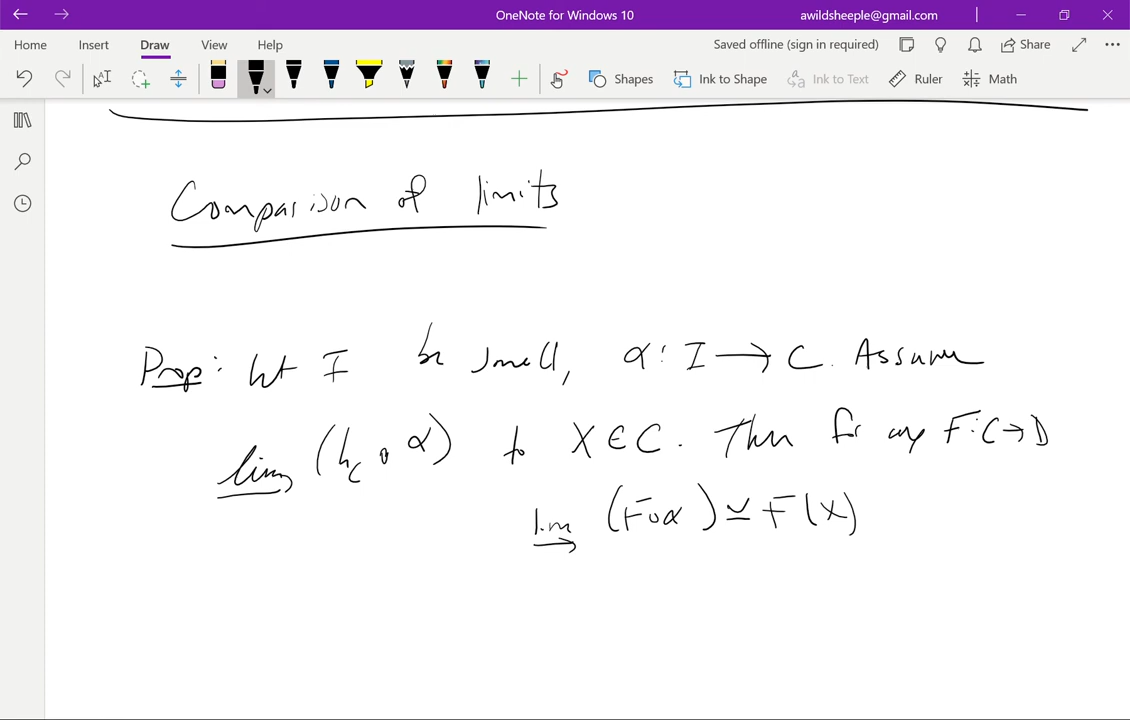 OneNote for Windows 10
awildsheeple@gmail.com
Home Insert Draw View Help
Saved offline (sign in required)
Share
Shapes
Ink to Shape
Ink to Text
Ruler
Math
Comparison of limits
Prop: Let I be small, α: I → C. Assume
"lim" (h_C ∘ α) to X ∈ C. Then for any F: C → D
lim→ (F∘α) ≅ F(X)